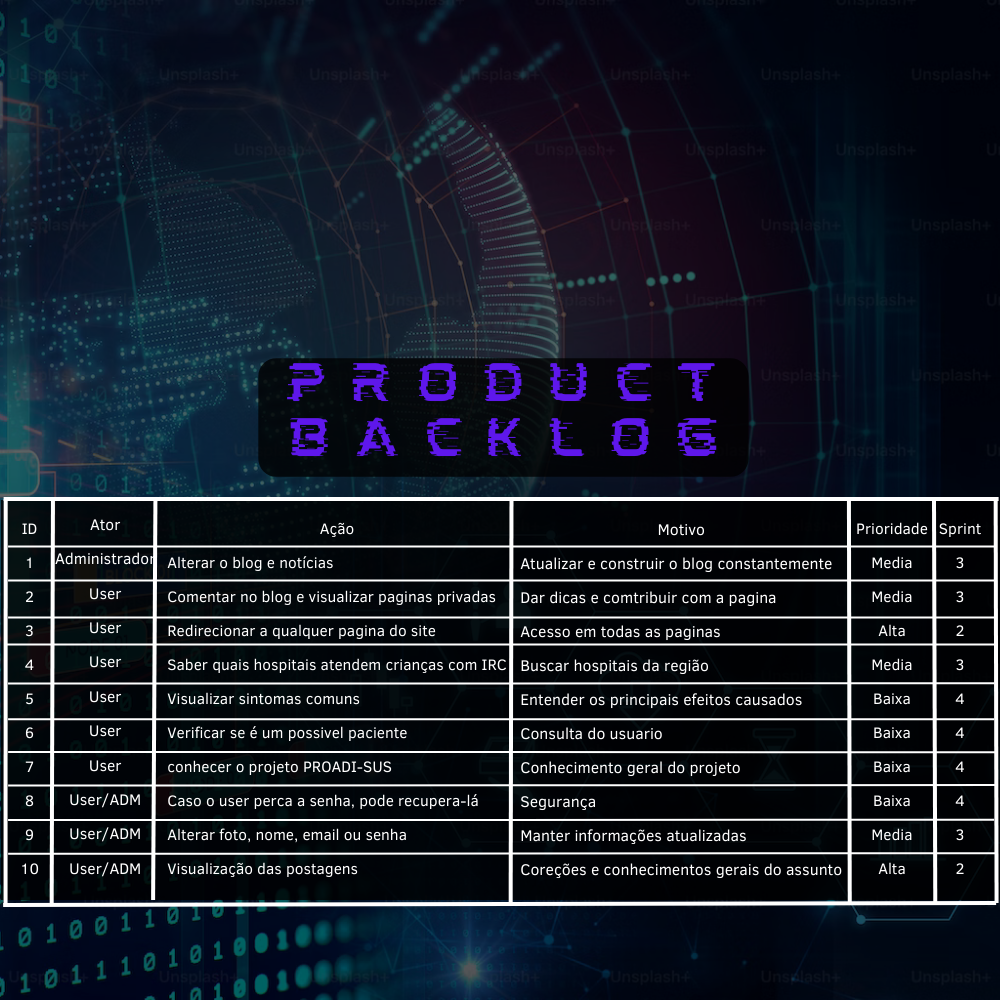 PRODUCT
BACKLOG
ID Ator Ação Motivo Prioridade Sprint
1 Administrador Alterar o blog e notícias Atualizar e construir o blog constantemente Media 3
2 User Comentar no blog e visualizar paginas privadas Dar dicas e comtribuir com a pagina Media 3
3 User Redirecionar a qualquer pagina do site Acesso em todas as paginas Alta 2
4 User Saber quais hospitais atendem crianças com IRC Buscar hospitais da região Media 3
5 User Visualizar sintomas comuns Entender os principais efeitos causados Baixa 4
6 User Verificar se é um possivel paciente Consulta do usuario Baixa 4
7 User conhecer o projeto PROADI-SUS Conhecimento geral do projeto Baixa 4
8 User/ADM Caso o user perca a senha, pode recupera-lá Segurança Baixa 4
9 User/ADM Alterar foto, nome, email ou senha Manter informações atualizadas Media 3
10 User/ADM Visualização das postagens Coreções e conhecimentos gerais do assunto Alta 2